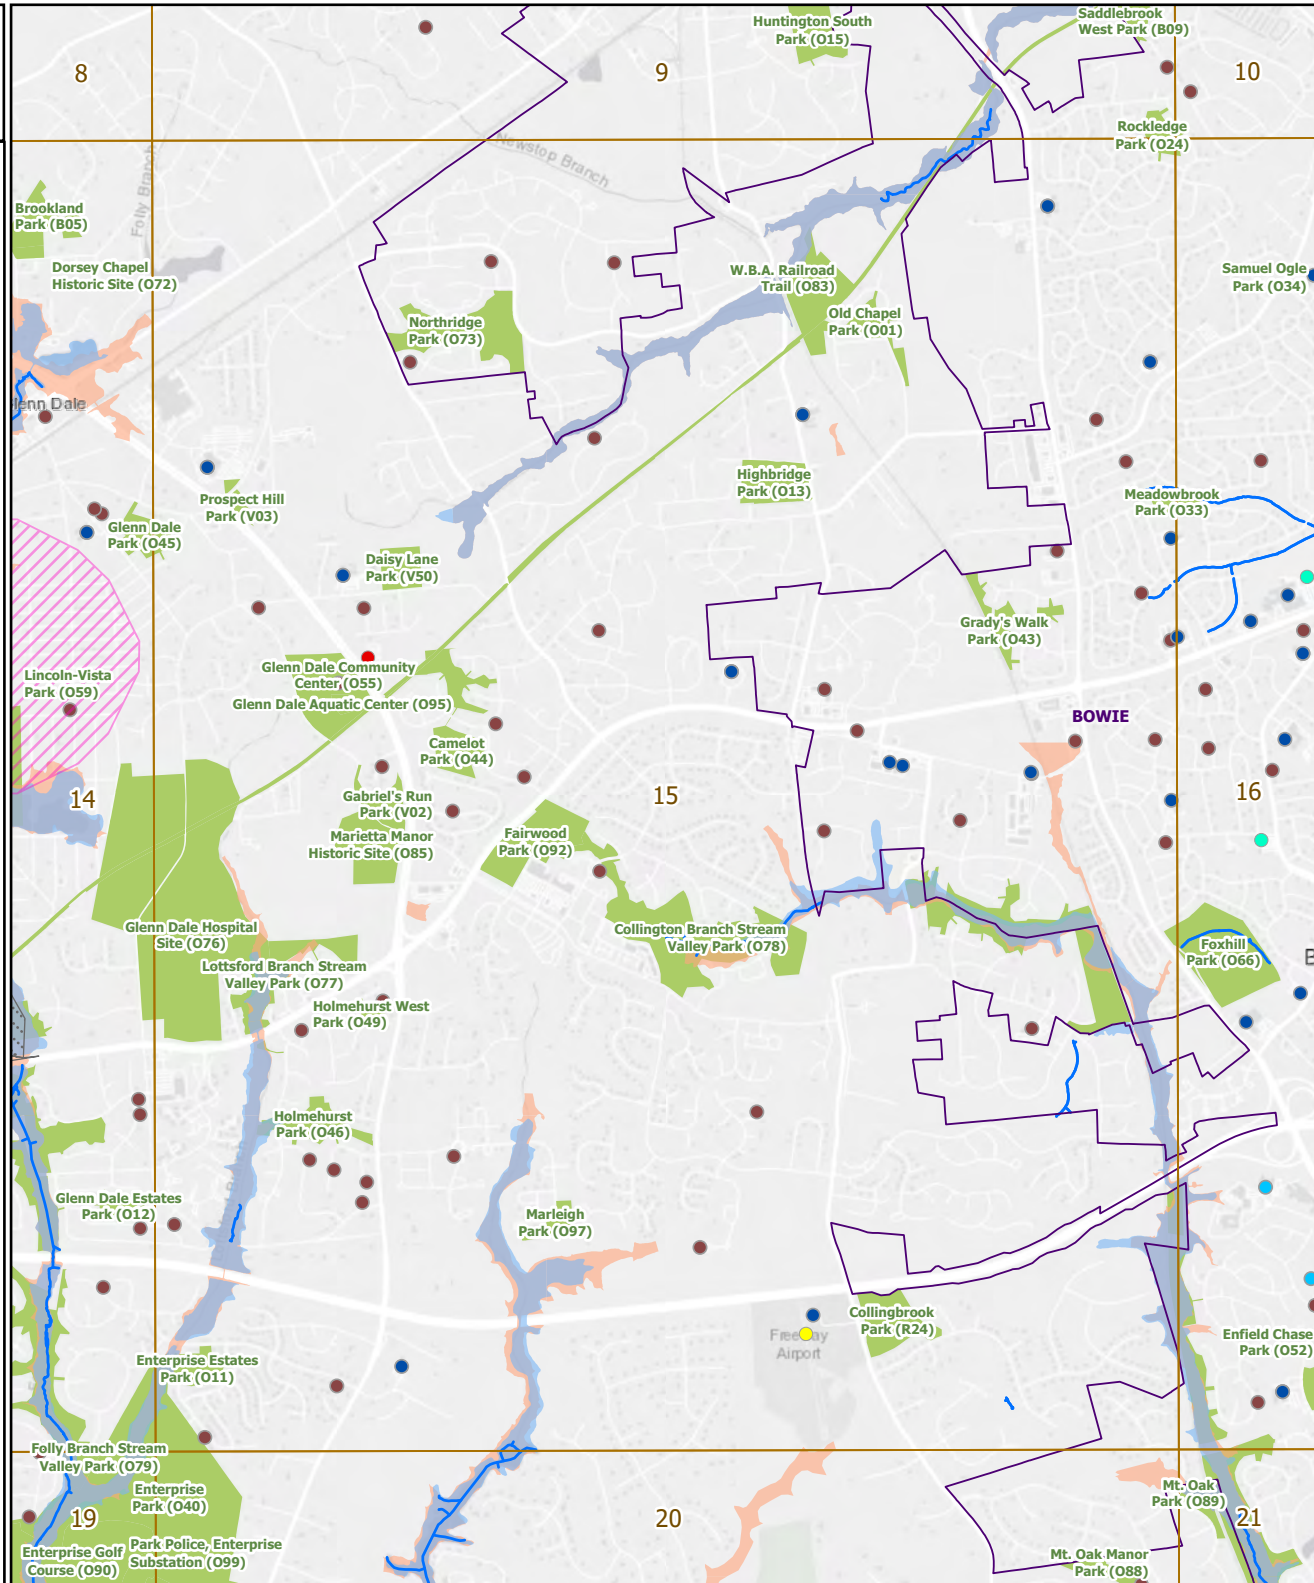 Huntington South
Park (O15)
Saddlebrook
West Park (B09)
8
9
10
Rockledge
Park (O24)
Newstop Branch
Folly Branch
Brookland
Park (B05)
Dorsey Chapel
Historic Site (O72)
W.B.A. Railroad
Trail (O83)
Samuel Ogle
Park (O34)
Northridge
Park (O73)
Old Chapel
Park (O01)
lenn Dale
Highbridge
Park (O13)
Prospect Hill
Park (V03)
Meadowbrook
Park (O33)
Glenn Dale
Park (O45)
Daisy Lane
Park (V50)
Grady's Walk
Park (O43)
Lincoln-Vista
Park (O59)
Glenn Dale Community
Center (O55)
Glenn Dale Aquatic Center (O95)
BOWIE
Camelot
Park (O44)
14
15
16
Gabriel's Run
Park (V02)
Marietta Manor
Historic Site (O85)
Fairwood
Park (O92)
Glenn Dale Hospital
Site (O76)
Collington Branch Stream
Valley Park (O78)
Foxhill
Park (O66)
B
Lottsford Branch Stream
Valley Park (O77)
Holmehurst West
Park (O49)
Holmehurst
Park (O46)
Glenn Dale Estates
Park (O12)
Marleigh
Park (O97)
Collingbrook
Park (R24)
Freeway
Airport
Enfield Chase
Park (O52)
Enterprise Estates
Park (O11)
Folly Branch Stream
Valley Park (O79)
Enterprise
Park (O40)
Mt. Oak
Park (O89)
19
20
21
Enterprise Golf
Course (O90)
Park Police, Enterprise
Substation (O99)
Mt. Oak Manor
Park (O88)